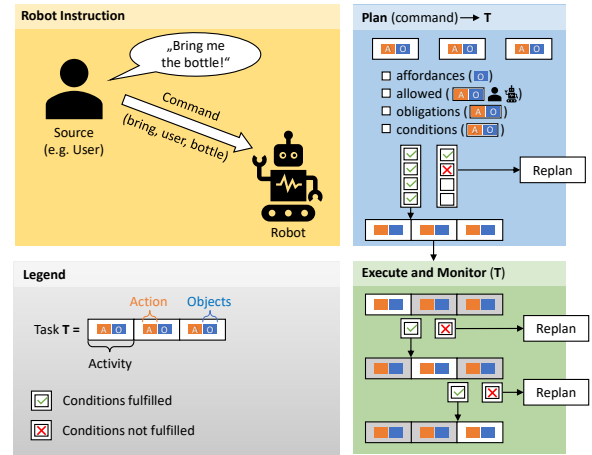 Robot Instruction
„Bring me
the bottle!“
Source
(e.g. User)
Command
(bring, user, bottle)
Robot
Plan (command) → T
A O A O A O
affordances ( O )
allowed ( A O )
obligations ( A O )
conditions ( A O )
Replan
Legend
Action Objects
Task T = A O A O A O
Activity
Conditions fulfilled
Conditions not fulfilled
Execute and Monitor (T)
Replan
Replan